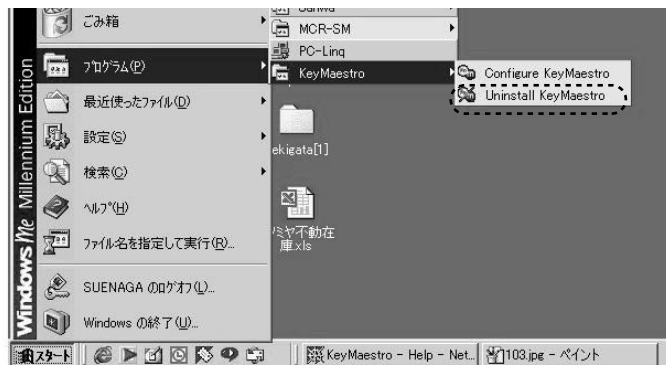 Windows Me Millennium Edition
ごみ箱
プログラム(P)
最近使ったファイル(D)
設定(S)
検索(C)
ヘルプ(H)
ファイル名を指定して実行(R)...
SUENAGA のログオフ(L)...
Windows の終了(U)...
MCR-SM
PC-Linq
KeyMaestro
Configure KeyMaestro
Uninstall KeyMaestro
ekigata[1]
ミヤ不動在
庫.xls
スタート
KeyMaestro - Help - Net...
103.jpg - ペイント